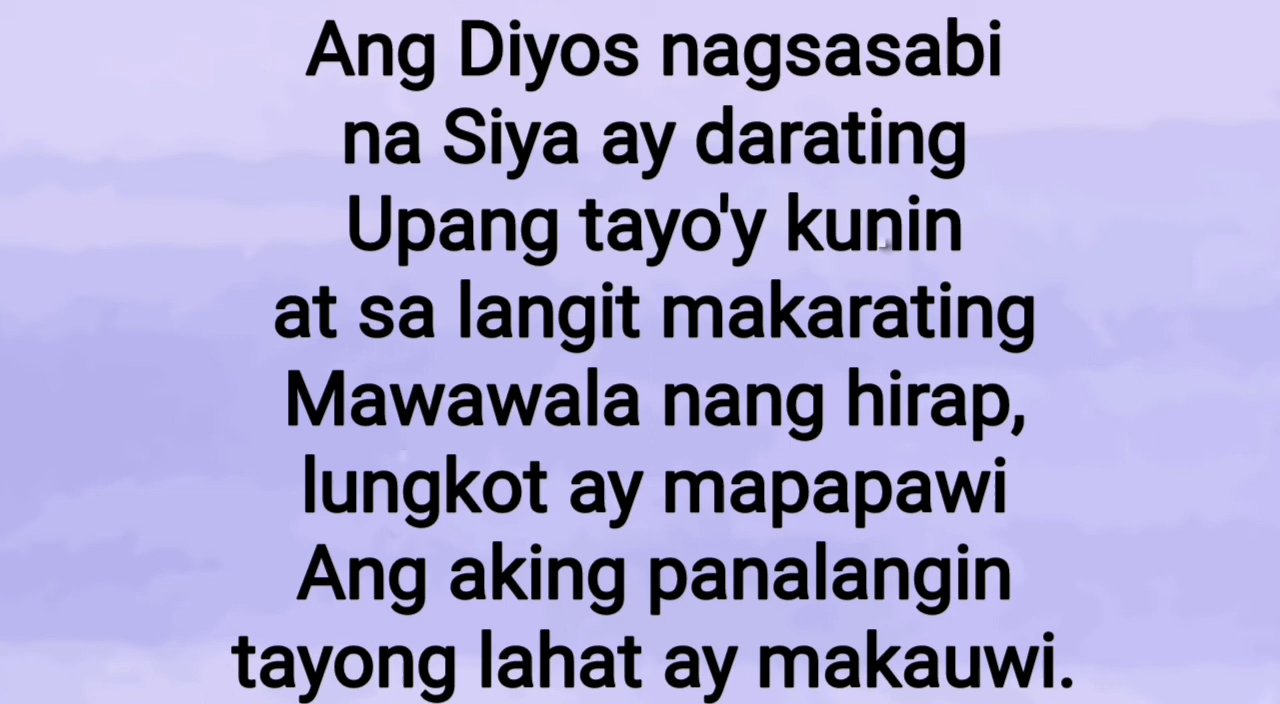 Ang Diyos nagsasabi
na Siya ay darating
Upang tayo'y kunin
at sa langit makarating
Mawawala nang hirap,
lungkot ay mapapawi
Ang aking panalangin
tayong lahat ay makauwi.